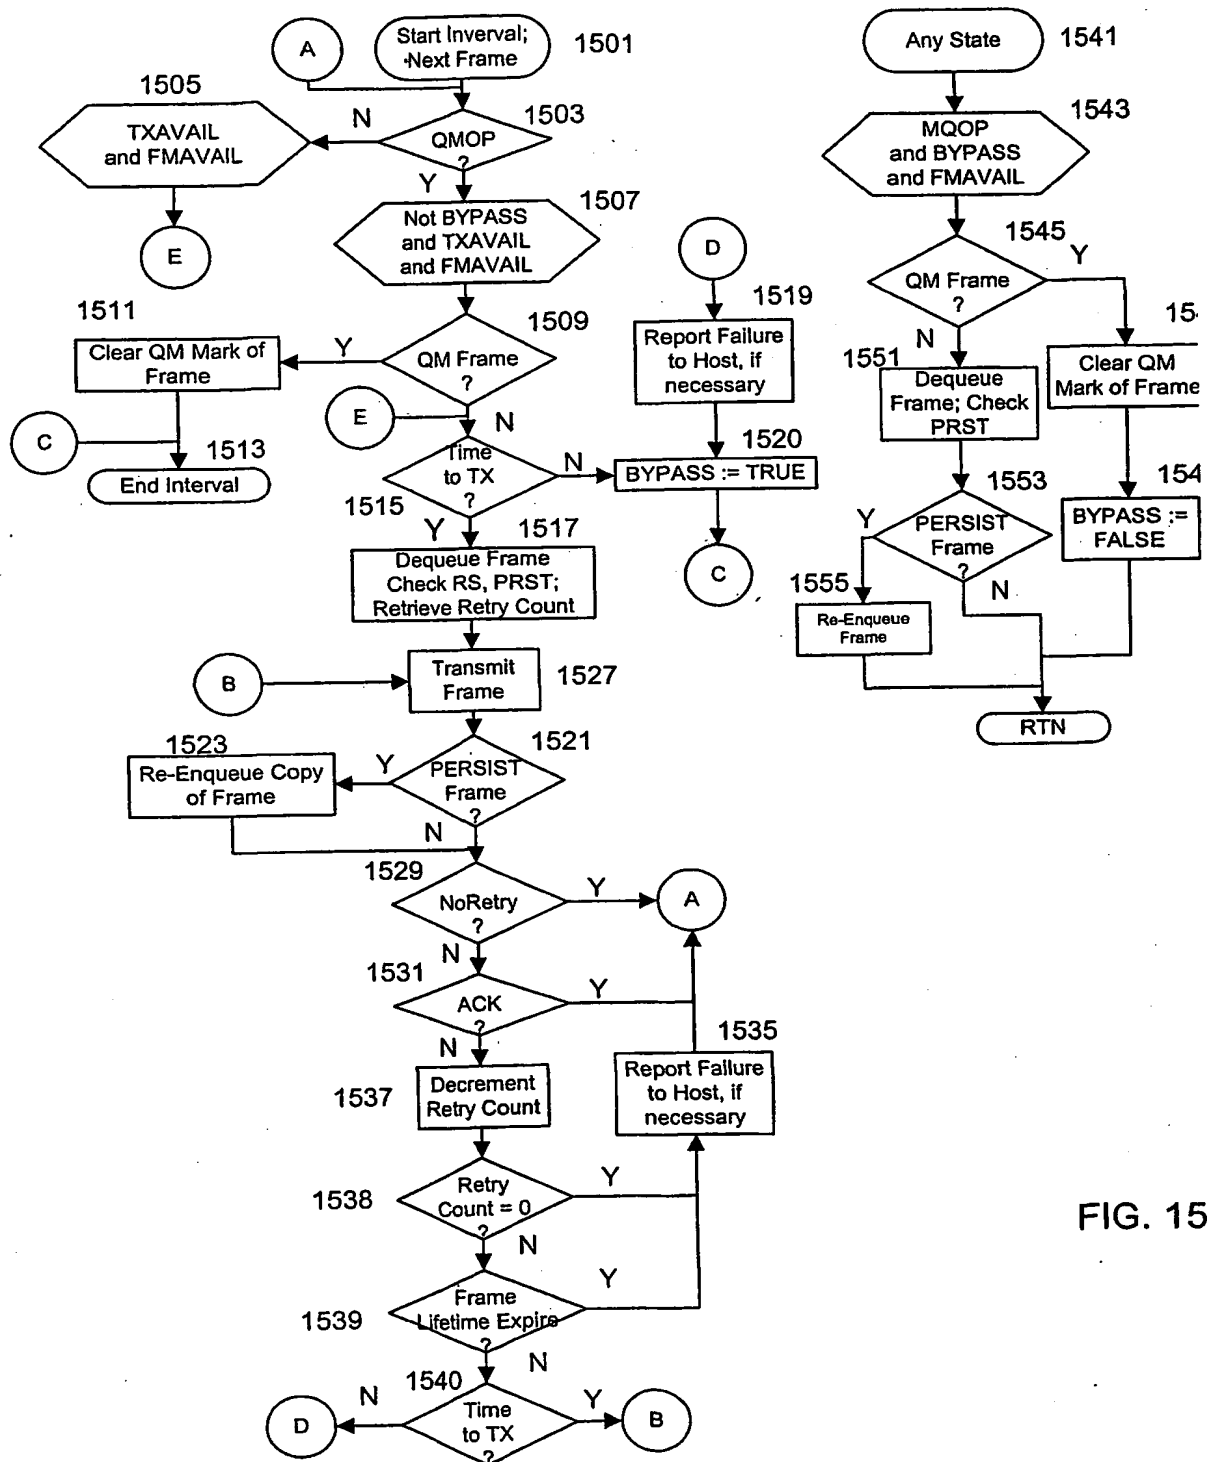 A
Start Inverval;
Next Frame
1501
1505
TXAVAIL
and FMAVAIL
N
QMOP
?
1503
Y
E
Not BYPASS
and TXAVAIL
and FMAVAIL
1507
1511
Clear QM Mark of
Frame
Y
QM Frame
?
1509
C
1513
End Interval
E
N
Time
to TX
?
1515
N
Y
D
1519
Report Failure
to Host, if
necessary
1520
BYPASS := TRUE
C
1517
Dequeue Frame
Check RS, PRST;
Retrieve Retry Count
B
Transmit
Frame
1527
1523
Re-Enqueue Copy
of Frame
Y
PERSIST
Frame
?
1521
N
1529
NoRetry
?
Y
A
N
1531
ACK
?
Y
N
1535
Report Failure
to Host, if
necessary
1537
Decrement
Retry Count
1538
Retry
Count = 0
?
Y
N
1539
Frame
Lifetime Expire
?
Y
N
1540
Time
to TX
?
N
D
Y
B
Any State
1541
1543
MQOP
and BYPASS
and FMAVAIL
1545
QM Frame
?
Y
N
154
Clear QM
Mark of Frame
1551
Dequeue
Frame; Check
PRST
154
BYPASS :=
FALSE
1553
PERSIST
Frame
?
Y
N
1555
Re-Enqueue
Frame
RTN
FIG. 15